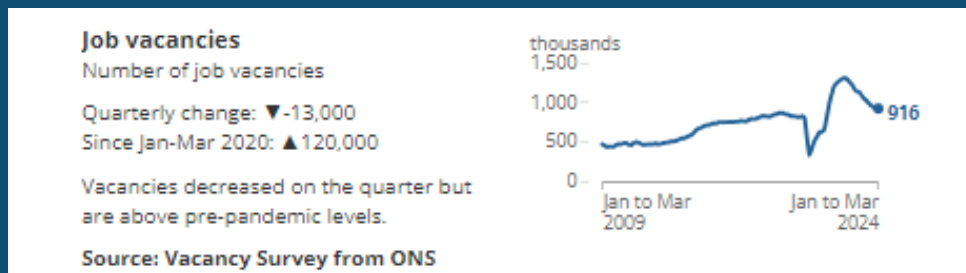 Job vacancies
Number of job vacancies
Quarterly change: ▼-13,000
Since Jan-Mar 2020: ▲120,000
Vacancies decreased on the quarter but
are above pre-pandemic levels.
Source: Vacancy Survey from ONS
thousands
1,500
1,000
500
0
916
Jan to Mar
2009
Jan to Mar
2024